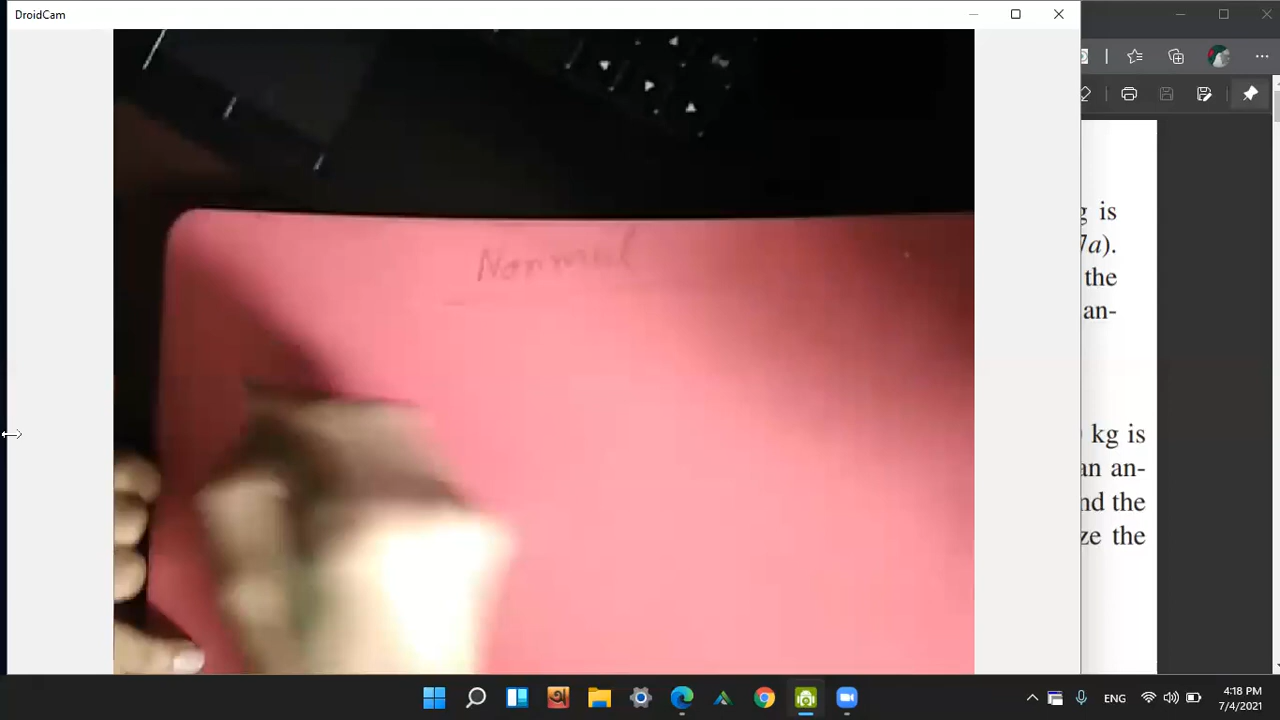 DroidCam
Normal
g is
7a).
the
an-
kg is
an an-
nd the
ze the
অ
ENG
4:18 PM
7/4/2021